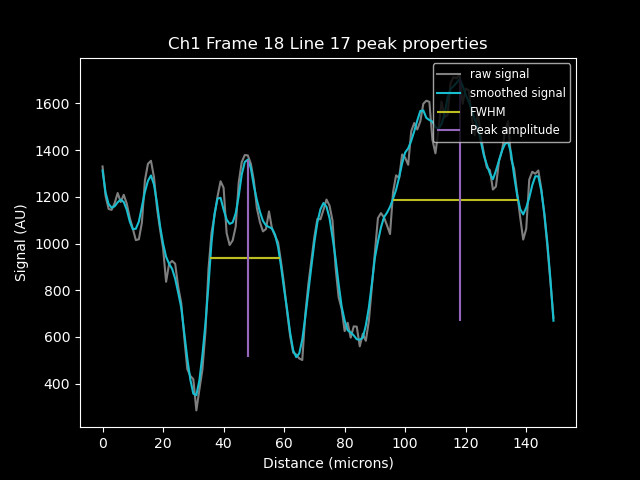 Ch1 Frame 18 Line 17 peak properties
raw signal
smoothed signal
FWHM
Peak amplitude
Signal (AU)
1600
1400
1200
1000
800
600
400
0 20 40 60 80 100 120 140
Distance (microns)